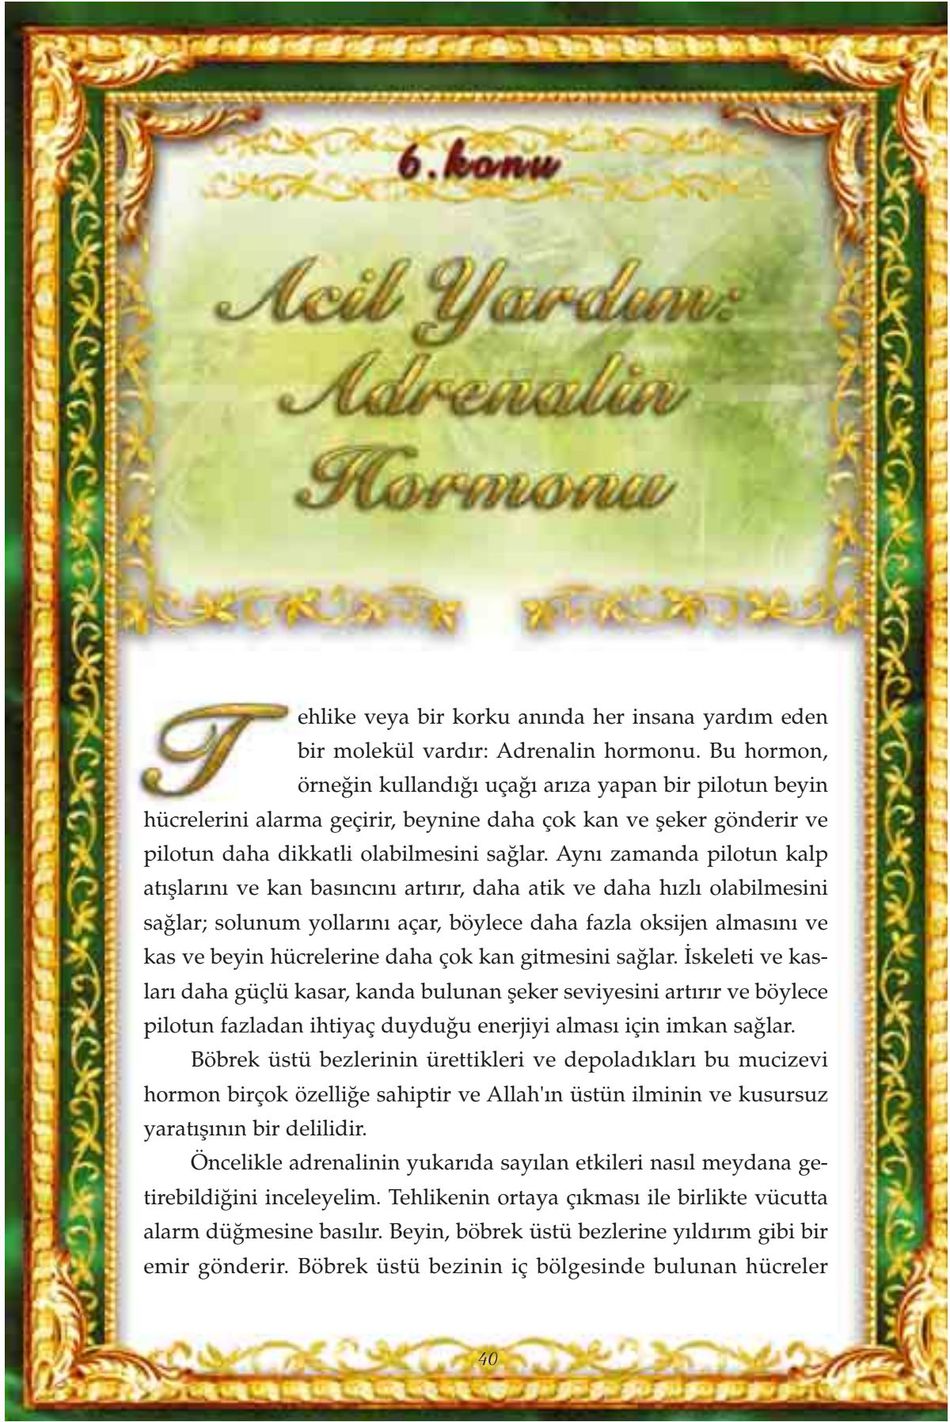 6.konu
Acil Yardım:
Adrenalin
Hormonu
Tehlike veya bir korku anında her insana yardım eden
bir molekül vardır: Adrenalin hormonu. Bu hormon,
örneğin kullandığı uçağı arıza yapan bir pilotun beyin
hücrelerini alarma geçirir, beynine daha çok kan ve şeker gönderir ve
pilotun daha dikkatli olabilmesini sağlar. Aynı zamanda pilotun kalp
atışlarını ve kan basıncını artırır, daha atik ve daha hızlı olabilmesini
sağlar; solunum yollarını açar, böylece daha fazla oksijen almasını ve
kas ve beyin hücrelerine daha çok kan gitmesini sağlar. İskeleti ve kas-
ları daha güçlü kasar, kanda bulunan şeker seviyesini artırır ve böylece
pilotun fazladan ihtiyaç duyduğu enerjiyi alması için imkan sağlar.
Böbrek üstü bezlerinin ürettikleri ve depoladıkları bu mucizevi
hormon birçok özelliğe sahiptir ve Allah'ın üstün ilminin ve kusursuz
yaratışının bir delilidir.
Öncelikle adrenalinin yukarıda sayılan etkileri nasıl meydana ge-
tirebildiğini inceleyelim. Tehlikenin ortaya çıkması ile birlikte vücutta
alarm düğmesine basılır. Beyin, böbrek üstü bezlerine yıldırım gibi bir
emir gönderir. Böbrek üstü bezinin iç bölgesinde bulunan hücreler
40